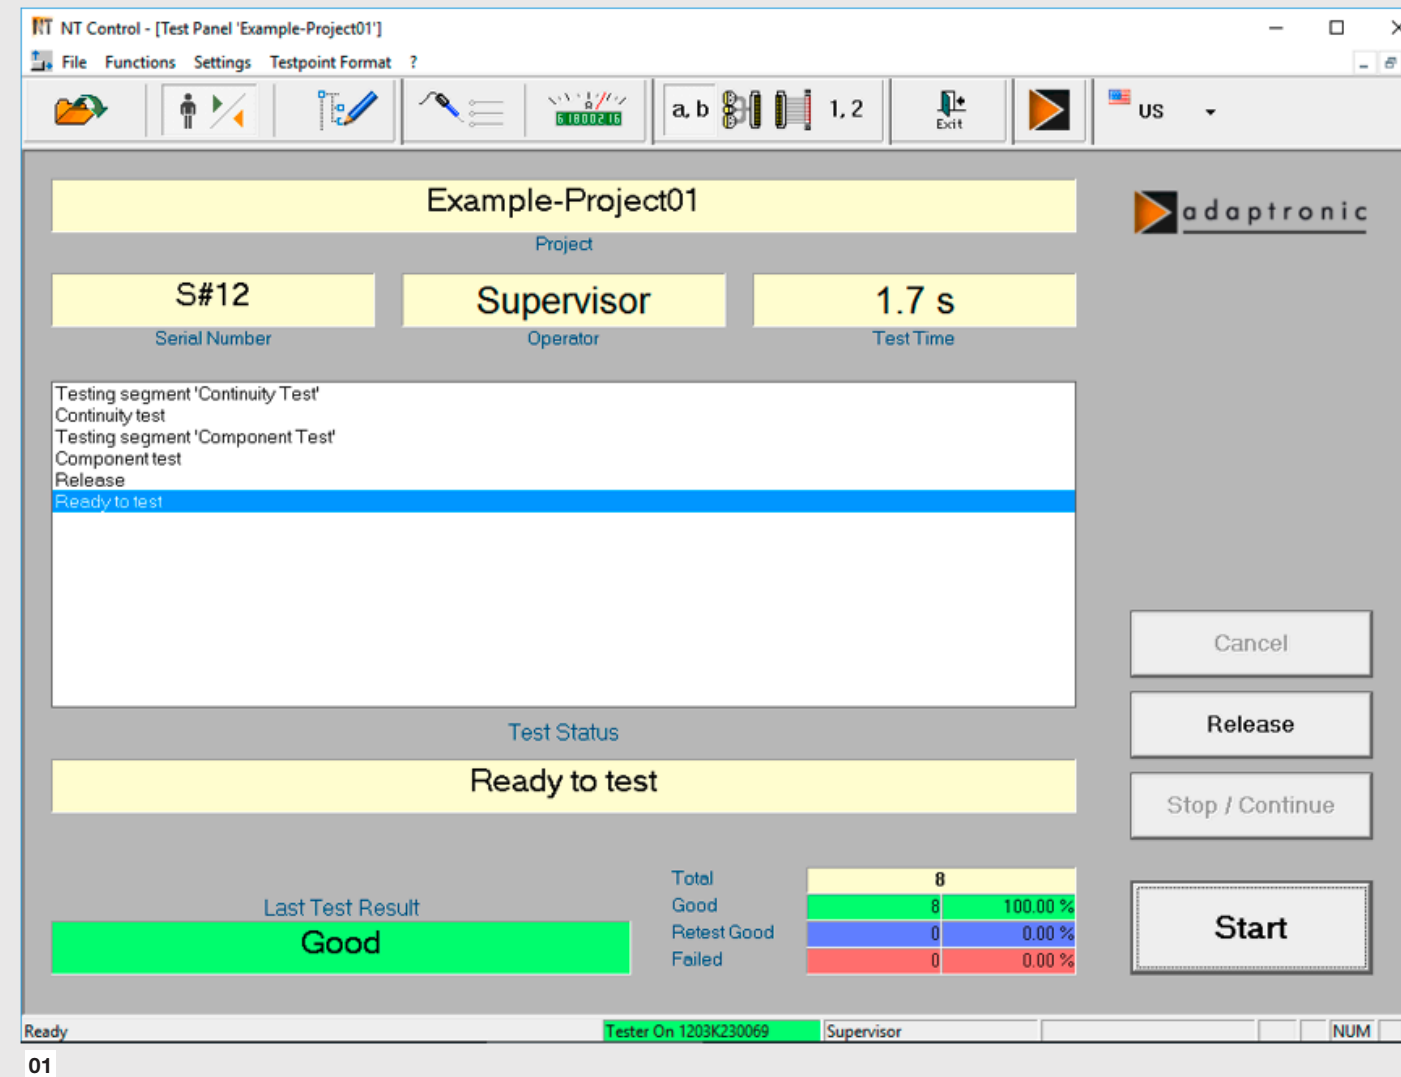 NT NT Control - [Test Panel 'Example-Project01']
File Functions Settings Testpoint Format ?
a, b 1, 2 Exit US
61800216
Example-Project01
Project
adaptronic
S#12 Supervisor 1.7 s
Serial Number Operator Test Time
Testing segment 'Continuity Test'
Continuity test
Testing segment 'Component Test'
Component test
Release
Ready to test
Test Status
Ready to test
Cancel
Release
Stop / Continue
Start
Last Test Result
Good
Total 8
Good 8 100.00 %
Retest Good 0 0.00 %
Failed 0 0.00 %
Ready Tester On 1203K230069 Supervisor NUM
01